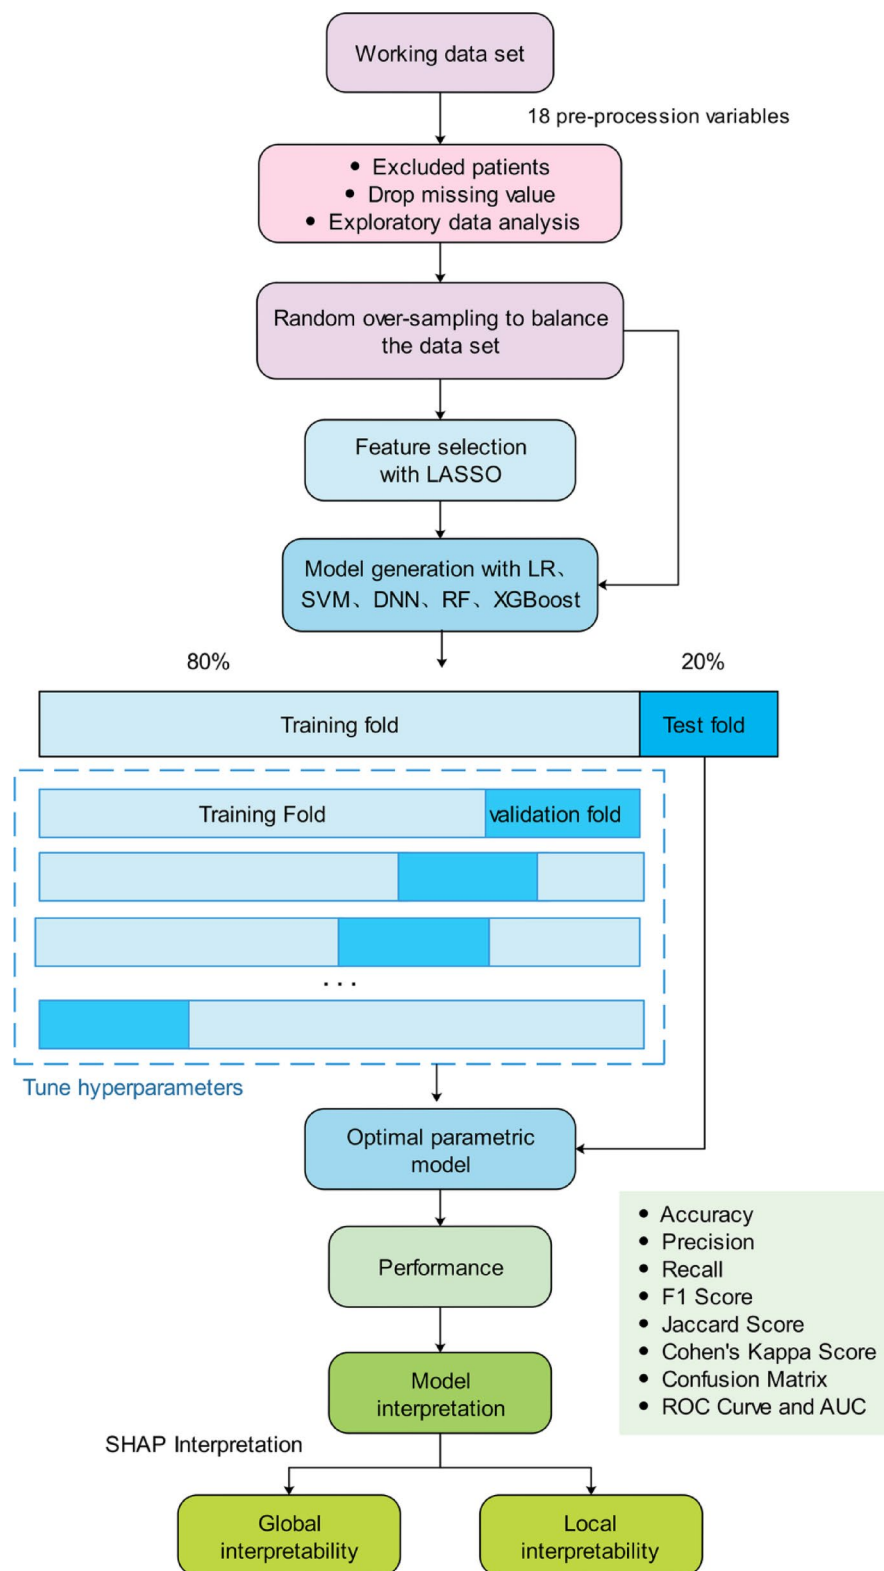 Working data set
18 pre-procession variables
• Excluded patients
• Drop missing value
• Exploratory data analysis
Random over-sampling to balance
the data set
Feature selection
with LASSO
Model generation with LR、
SVM、DNN、RF、XGBoost
80%
20%
Training fold
Test fold
Training Fold
validation fold
...
Tune hyperparameters
Optimal parametric
model
Performance
• Accuracy
• Precision
• Recall
• F1 Score
• Jaccard Score
• Cohen's Kappa Score
• Confusion Matrix
• ROC Curve and AUC
Model
interpretation
SHAP Interpretation
Global
interpretability
Local
interpretability